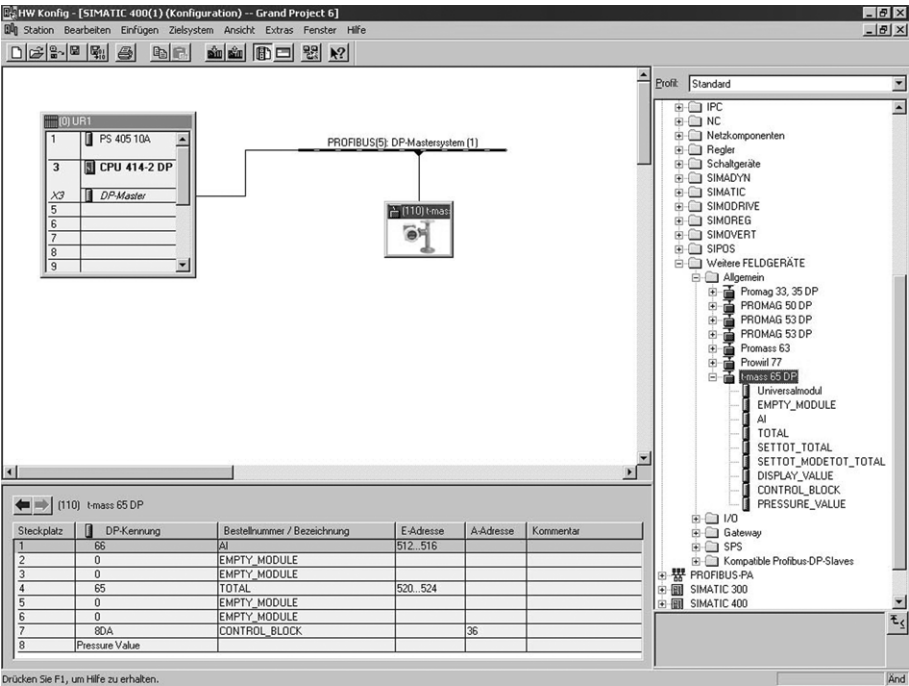 HW Konfig - [SIMATIC 400(1) (Konfiguration) -- Grand Project 6]
Station Bearbeiten Einfügen Zielsystem Ansicht Extras Fenster Hilfe
(0) UR1
1 PS 405 10A
3 CPU 414-2 DP
X3 DP-Master
5
6
7
8
9
PROFIBUS(5): DP-Mastersystem (1)
(110) t-mas
Profil: Standard
IPC
NC
Netzkomponenten
Regler
Schaltgeräte
SIMADYN
SIMATIC
SIMODRIVE
SIMOREG
SIMOVERT
SIPOS
Weitere FELDGERÄTE
Allgemein
Promag 33, 35 DP
PROMAG 50 DP
PROMAG 53 DP
PROMAG 53 DP
Promass 63
Prowirl 77
t-mass 65 DP
Universalmodul
EMPTY_MODULE
AI
TOTAL
SETTOT_TOTAL
SETTOT_MODETOT_TOTAL
DISPLAY_VALUE
CONTROL_BLOCK
PRESSURE_VALUE
I/O
Gateway
SPS
Kompatible Profibus-DP-Slaves
PROFIBUS-PA
SIMATIC 300
SIMATIC 400
(110) t-mass 65 DP
Steckplatz DP-Kennung Bestellnummer / Bezeichnung E-Adresse A-Adresse Kommentar
1 66 AI 512...516
2 0 EMPTY_MODULE
3 0 EMPTY_MODULE
4 65 TOTAL 520...524
5 0 EMPTY_MODULE
6 0 EMPTY_MODULE
7 8DA CONTROL_BLOCK 36
8 Pressure Value
Drücken Sie F1, um Hilfe zu erhalten.
Änd